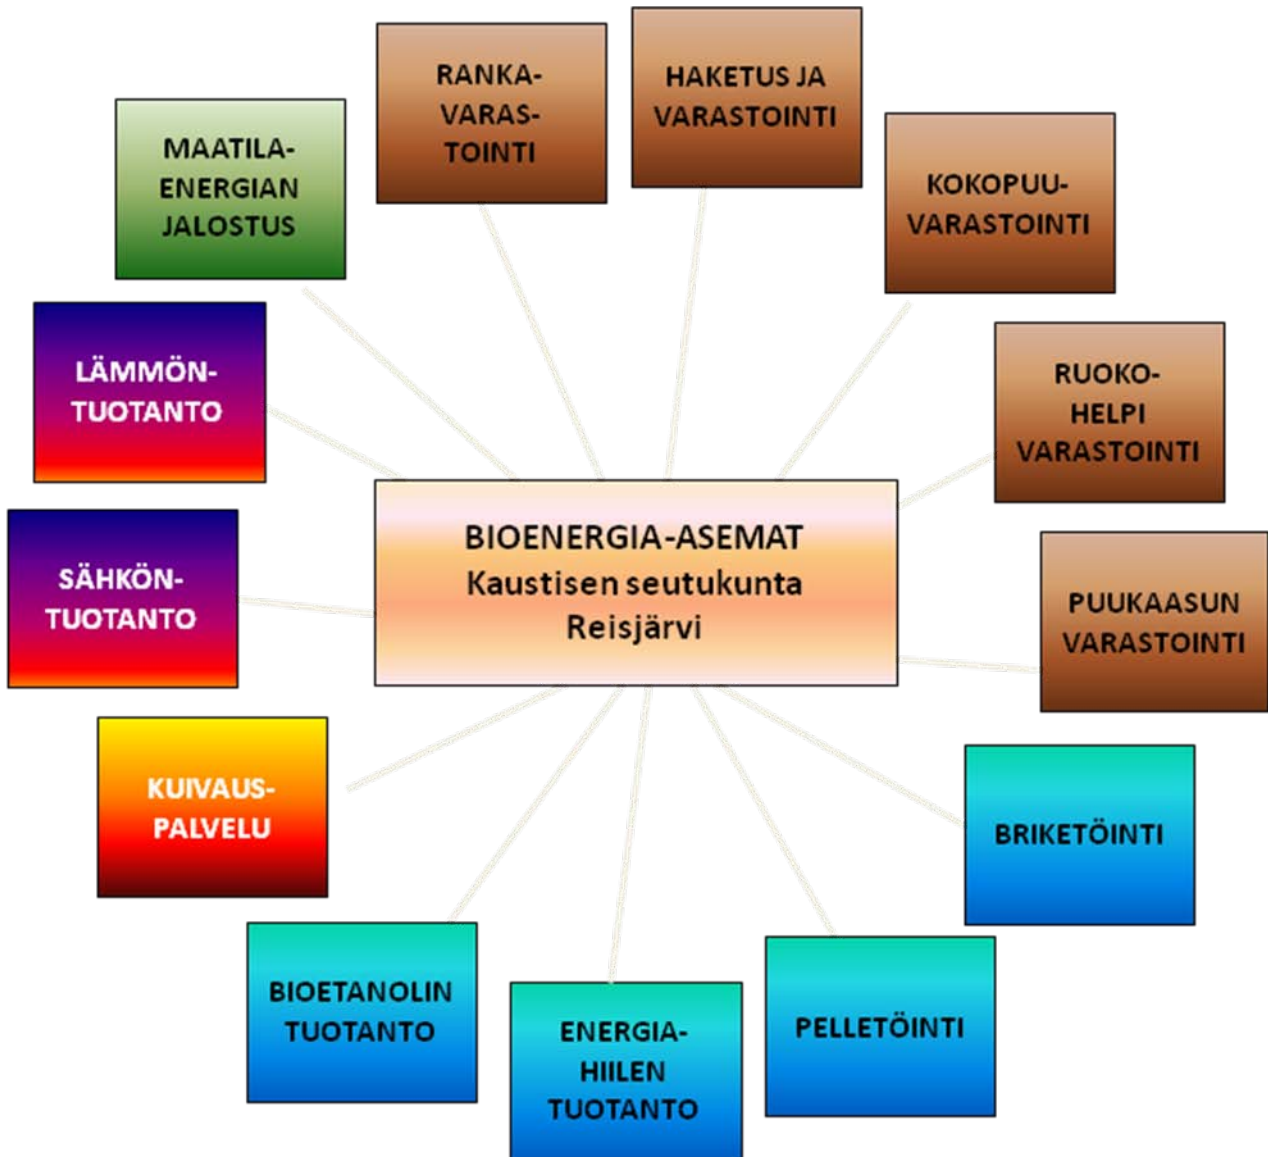 RANKA-
VARAS-
TOINTI
HAKETUS JA
VARASTOINTI
MAATILA-
ENERGIAN
JALOSTUS
KOKOPUU-
VARASTOINTI
LÄMMÖN-
TUOTANTO
RUOKO-
HELPI
VARASTOINTI
BIOENERGIA-ASEMAT
Kaustisen seutukunta
Reisjärvi
SÄHKÖN-
TUOTANTO
PUUKAASUN
VARASTOINTI
KUIVAUS-
PALVELU
BRIKETÖINTI
BIOETANOLIN
TUOTANTO
ENERGIA-
HIILEN
TUOTANTO
PELLETÖINTI